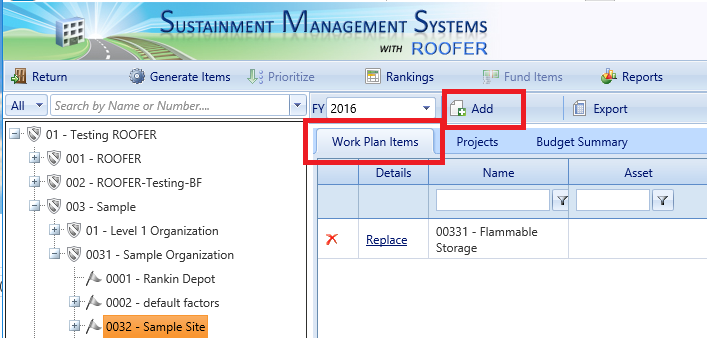 SUSTAINMENT MANAGEMENT SYSTEMS
WITH ROOFER
Return Generate Items Prioritize Rankings Fund Items Reports
All Search by Name or Number.... FY 2016 Add Export
01 - Testing ROOFER
001 - ROOFER
002 - ROOFER-Testing-BF
003 - Sample
01 - Level 1 Organization
0031 - Sample Organization
0001 - Rankin Depot
0002 - default factors
0032 - Sample Site
Work Plan Items Projects Budget Summary
Details Name Asset
Replace 00331 - Flammable
Storage